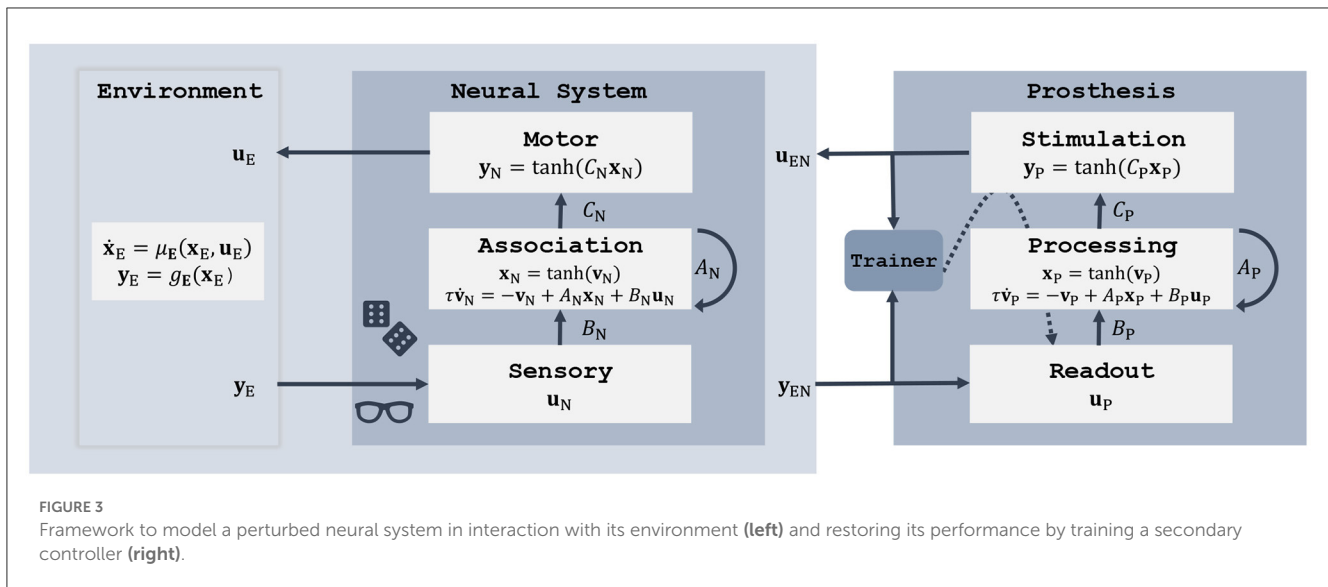 Environment
u_E
ẋ_E = μ_E(x_E, u_E)
y_E = g_E(x_E)
y_E
Neural System
Motor
y_N = tanh(C_N x_N)
C_N
Association
x_N = tanh(v_N)
τv̇_N = −v_N + A_N x_N + B_N u_N
A_N
B_N
Sensory
u_N
u_EN
y_EN
Trainer
Prosthesis
Stimulation
y_P = tanh(C_P x_P)
C_P
Processing
x_P = tanh(v_P)
τv̇_P = −v_P + A_P x_P + B_P u_P
A_P
B_P
Readout
u_P
FIGURE 3
Framework to model a perturbed neural system in interaction with its environment (left) and restoring its performance by training a secondary
controller (right).